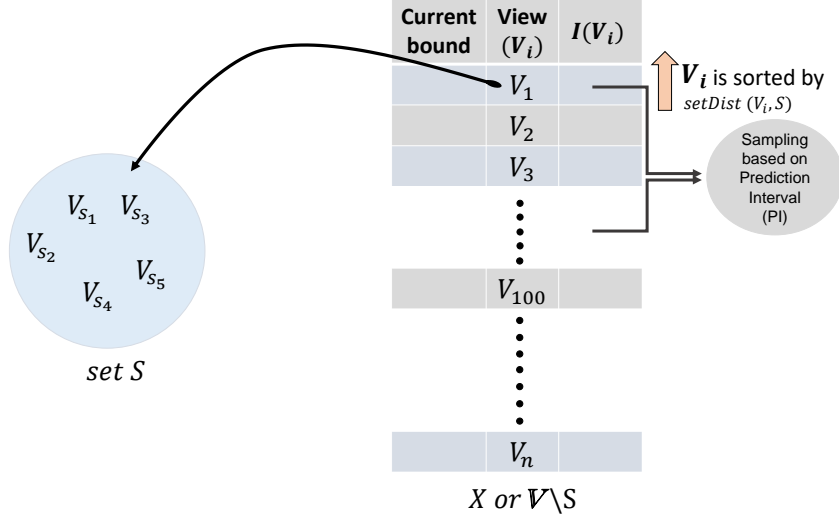 Current bound
View (V_i)
I(V_i)
V_1
V_2
V_3
V_100
V_n
X or 𝕍\S
V_i is sorted by
setDist (V_i, S)
Sampling
based on
Prediction
Interval
(PI)
V_{s_1}
V_{s_3}
V_{s_2}
V_{s_5}
V_{s_4}
set S